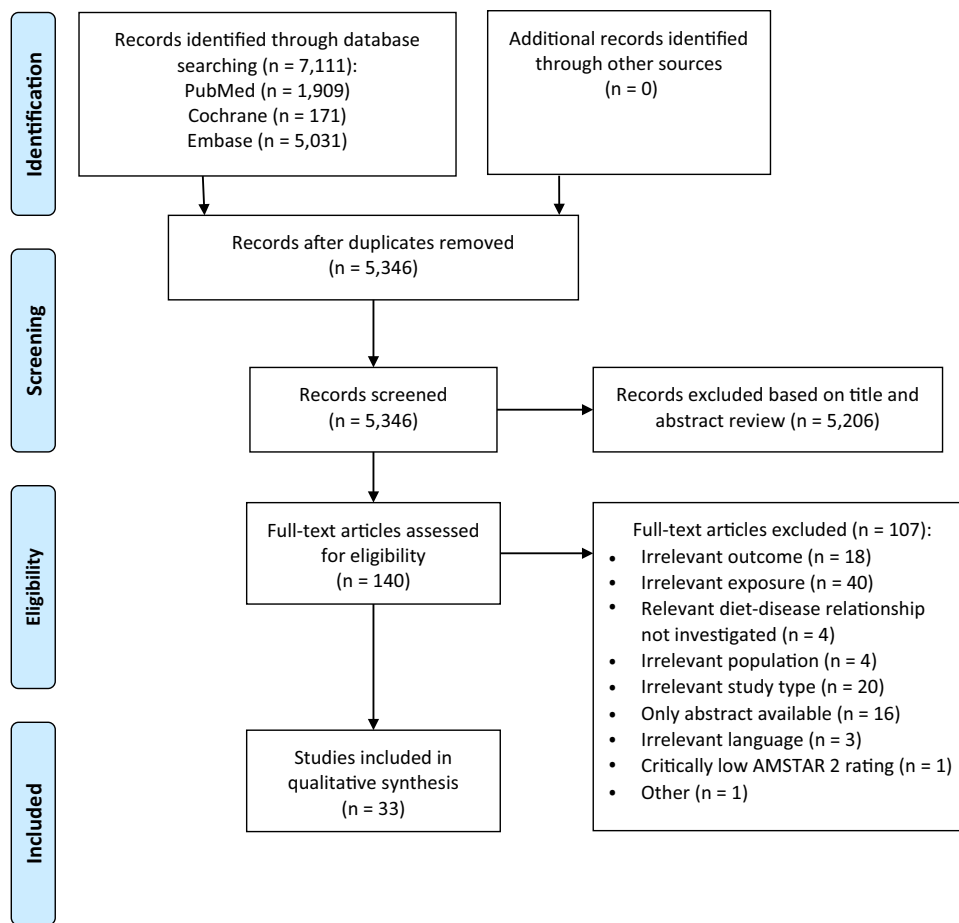 Identification
Records identified through database
searching (n = 7,111):
PubMed (n = 1,909)
Cochrane (n = 171)
Embase (n = 5,031)
Additional records identified
through other sources
(n = 0)
Records after duplicates removed
(n = 5,346)
Screening
Records screened
(n = 5,346)
Records excluded based on title and
abstract review (n = 5,206)
Eligibility
Full-text articles assessed
for eligibility
(n = 140)
Full-text articles excluded (n = 107):
• Irrelevant outcome (n = 18)
• Irrelevant exposure (n = 40)
• Relevant diet-disease relationship
not investigated (n = 4)
• Irrelevant population (n = 4)
• Irrelevant study type (n = 20)
• Only abstract available (n = 16)
• Irrelevant language (n = 3)
• Critically low AMSTAR 2 rating (n = 1)
• Other (n = 1)
Included
Studies included in
qualitative synthesis
(n = 33)